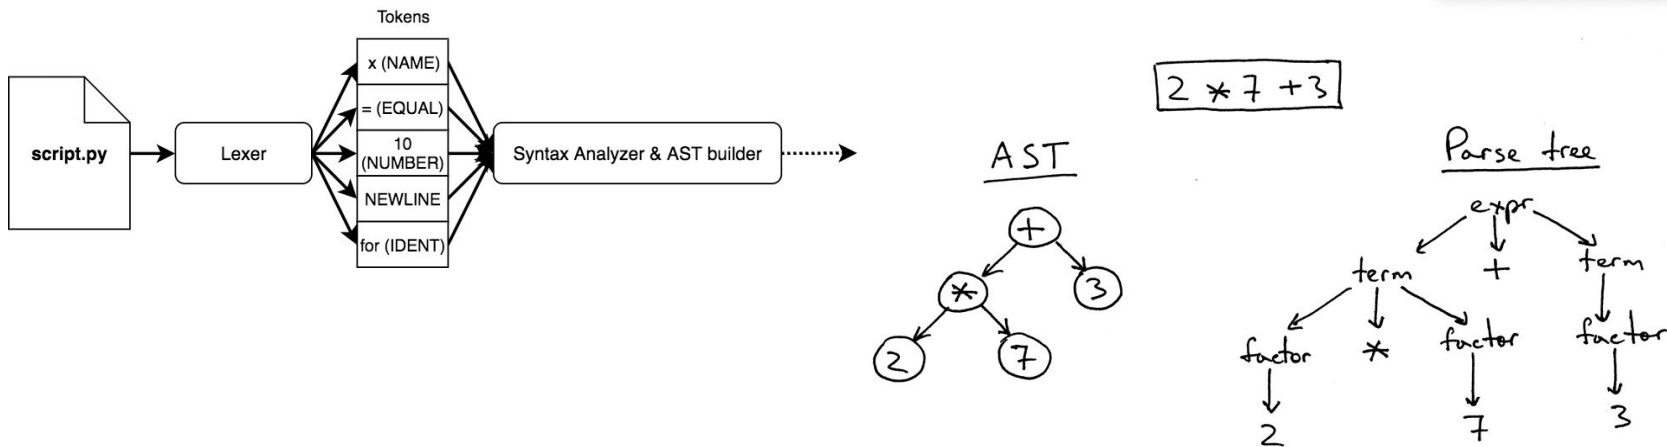 Tokens
script.py
Lexer
x (NAME)
= (EQUAL)
10
(NUMBER)
NEWLINE
for (IDENT)
Syntax Analyzer & AST builder
2 * 7 + 3
AST
+
*
3
2
7
Parse tree
expr
term
+
term
factor
*
factor
factor
2
7
3